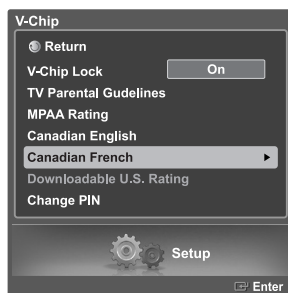 V-Chip
Return
V-Chip Lock On
TV Parental Gudelines
MPAA Rating
Canadian English
Canadian French
Downloadable U.S. Rating
Change PIN
Setup
Enter